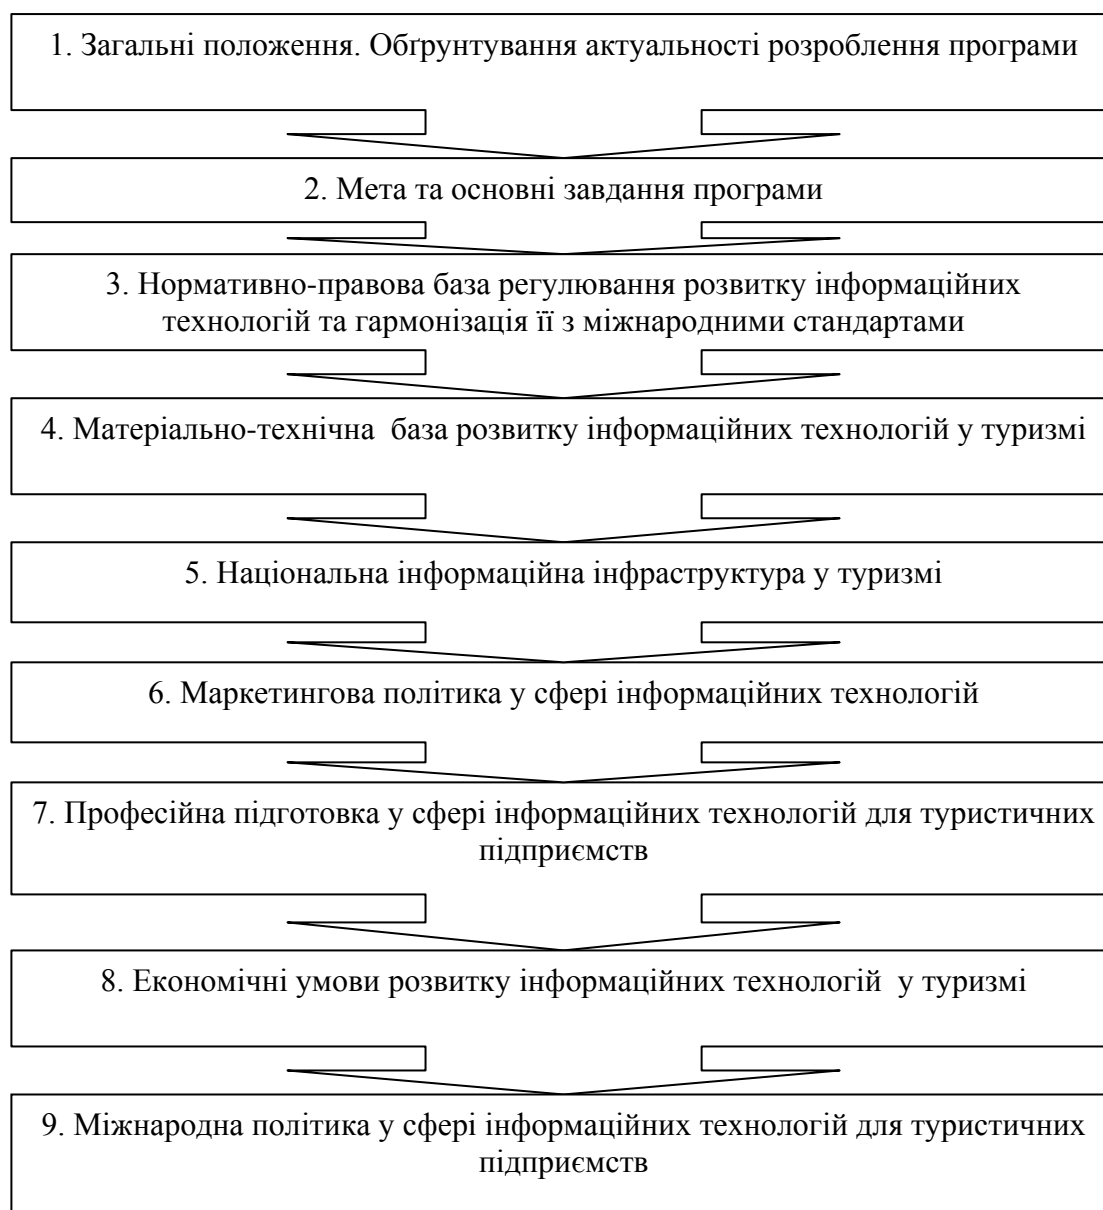 1. Загальні положення. Обґрунтування актуальності розроблення програми
2. Мета та основні завдання програми
3. Нормативно-правова база регулювання розвитку інформаційних
технологій та гармонізація її з міжнародними стандартами
4. Матеріально-технічна  база розвитку інформаційних технологій у туризмі
5. Національна інформаційна інфраструктура у туризмі
6. Маркетингова політика у сфері інформаційних технологій
7. Професійна підготовка у сфері інформаційних технологій для туристичних
підприємств
8. Економічні умови розвитку інформаційних технологій  у туризмі
9. Міжнародна політика у сфері інформаційних технологій для туристичних
підприємств